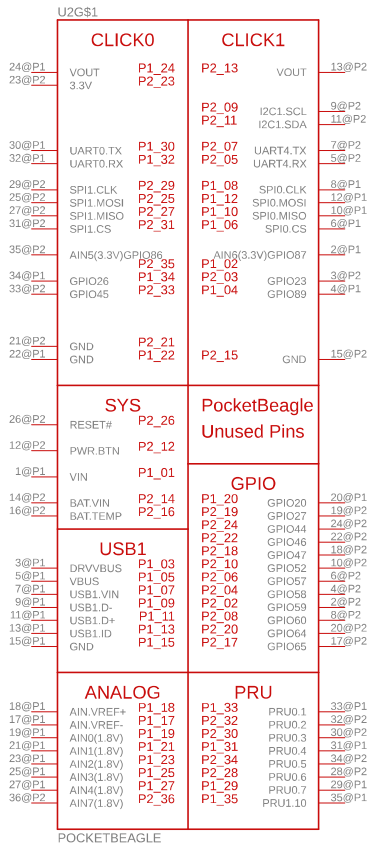 U2G$1
CLICK0 CLICK1
24@P1 VOUT P1_24 P2_13 VOUT 13@P2
23@P2 3.3V P2_23
P2_09 I2C1.SCL 9@P2
P2_11 I2C1.SDA 11@P2
30@P1 UART0.TX P1_30 P2_07 UART4.TX 7@P2
32@P1 UART0.RX P1_32 P2_05 UART4.RX 5@P2
29@P2 SPI1.CLK P2_29 P1_08 SPI0.CLK 8@P1
25@P2 SPI1.MOSI P2_25 P1_12 SPI0.MOSI 12@P1
27@P2 SPI1.MISO P2_27 P1_10 SPI0.MISO 10@P1
31@P2 SPI1.CS P2_31 P1_06 SPI0.CS 6@P1
35@P2 AIN5(3.3V)GPIO86 AIN6(3.3V)GPIO87 2@P1
P2_35 P1_02
34@P1 GPIO26 P1_34 P2_03 GPIO23 3@P2
33@P2 GPIO45 P2_33 P1_04 GPIO89 4@P1
21@P2 GND P2_21
22@P1 GND P1_22 P2_15 GND 15@P2
SYS PocketBeagle
26@P2 RESET# P2_26 Unused Pins
12@P2 PWR.BTN P2_12
1@P1 VIN P1_01 GPIO
14@P2 BAT.VIN P2_14 P1_20 GPIO20 20@P1
16@P2 BAT.TEMP P2_16 P2_19 GPIO27 19@P2
P2_24 GPIO44 24@P2
P2_22 GPIO46 22@P2
USB1 P2_18 GPIO47 18@P2
3@P1 DRVVBUS P1_03 P2_10 GPIO52 10@P2
5@P1 VBUS P1_05 P2_06 GPIO57 6@P2
7@P1 USB1.VIN P1_07 P2_04 GPIO58 4@P2
9@P1 USB1.D- P1_09 P2_02 GPIO59 2@P2
11@P1 USB1.D+ P1_11 P2_08 GPIO60 8@P2
13@P1 USB1.ID P1_13 P2_20 GPIO64 20@P2
15@P1 GND P1_15 P2_17 GPIO65 17@P2
ANALOG PRU
18@P1 AIN.VREF+ P1_18 P1_33 PRU0.1 33@P1
17@P1 AIN.VREF- P1_17 P2_32 PRU0.2 32@P2
19@P1 AIN0(1.8V) P1_19 P2_30 PRU0.3 30@P2
21@P1 AIN1(1.8V) P1_21 P1_31 PRU0.4 31@P1
23@P1 AIN2(1.8V) P1_23 P2_34 PRU0.5 34@P2
25@P1 AIN3(1.8V) P1_25 P2_28 PRU0.6 28@P2
27@P1 AIN4(1.8V) P1_27 P1_29 PRU0.7 29@P1
36@P2 AIN7(1.8V) P2_36 P1_35 PRU1.10 35@P1
POCKETBEAGLE